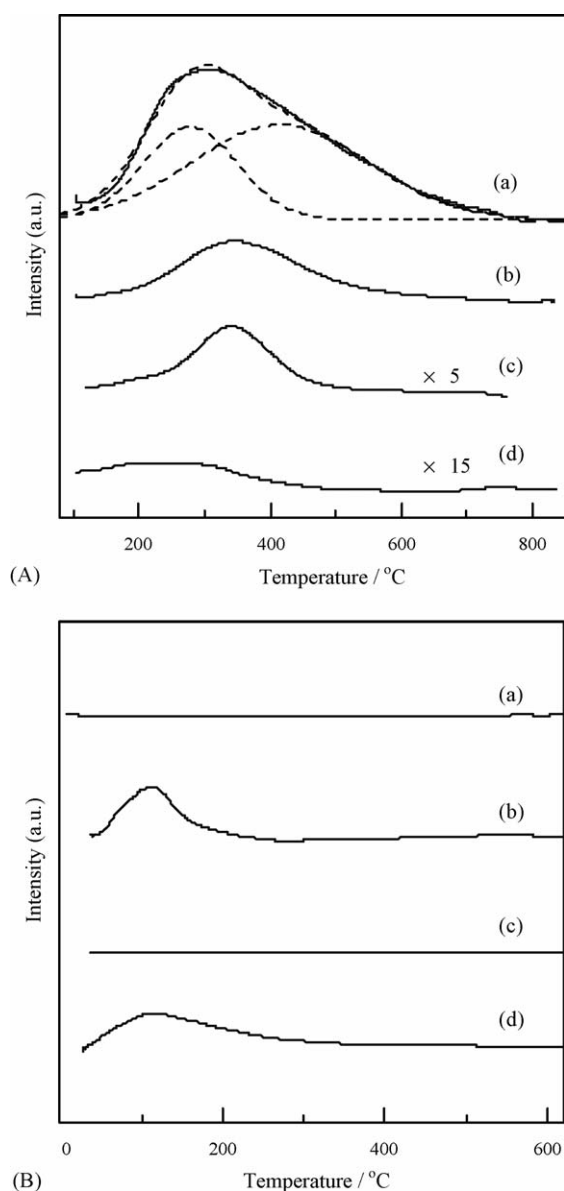 (a)
(b)
(c)
× 5
(d)
× 15
Intensity (a.u.)
200
400
600
800
Temperature / °C
(A)
(a)
(b)
(c)
(d)
Intensity (a.u.)
0
200
400
600
Temperature / °C
(B)